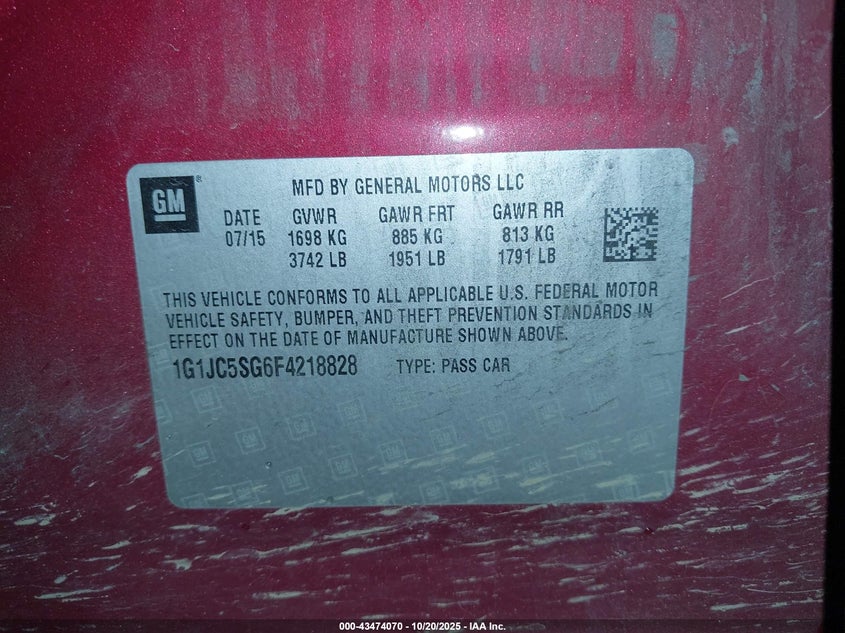 GM ® MFD BY GENERAL MOTORS LLC
DATE GVWR GAWR FRT GAWR RR
07/15 1698 KG 885 KG 813 KG
3742 LB 1951 LB 1791 LB
THIS VEHICLE CONFORMS TO ALL APPLICABLE U.S. FEDERAL MOTOR
VEHICLE SAFETY, BUMPER, AND THEFT PREVENTION STANDARDS IN
EFFECT ON THE DATE OF MANUFACTURE SHOWN ABOVE.
1G1JC5SG6F4218828 TYPE: PASS CAR
000-43474070 - 10/20/2025 - IAA Inc.